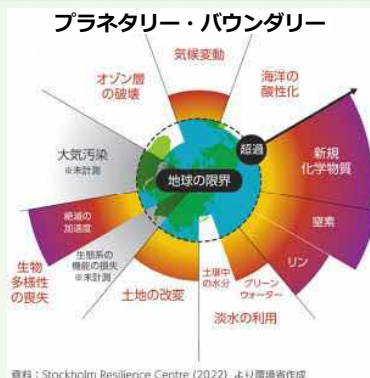 プラネタリー・バウンダリー
気候変動
オゾン層
の破壊
海洋の
酸性化
大気汚染
※未計測
超過
新規
化学物質
地球の限界
絶滅の
加速度
窒素
生態系の
機能の損失
※未計測
リン
生物
多様性
の喪失
土地の改変
土壌中
の水分
グリーン
ウォーター
淡水の利用
資料：Stockholm Resilience Centre (2022) より環境省作成